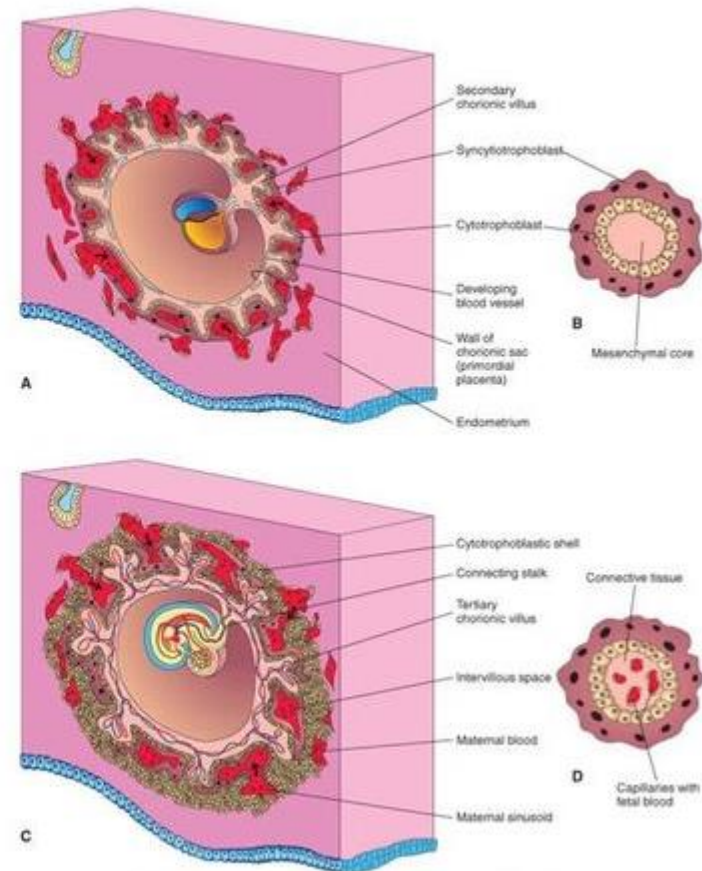 Secondary
chorionic villus
Syncytiotrophoblast
Cytotrophoblast
Developing
blood vessel
Wall of
chorionic sac
(primordial
placenta)
Endometrium
A
B
Mesenchymal core
Cytotrophoblastic shell
Connecting stalk
Tertiary
chorionic villus
Intervillous space
Maternal blood
Maternal sinusoid
C
Connective tissue
D
Capillaries with
fetal blood